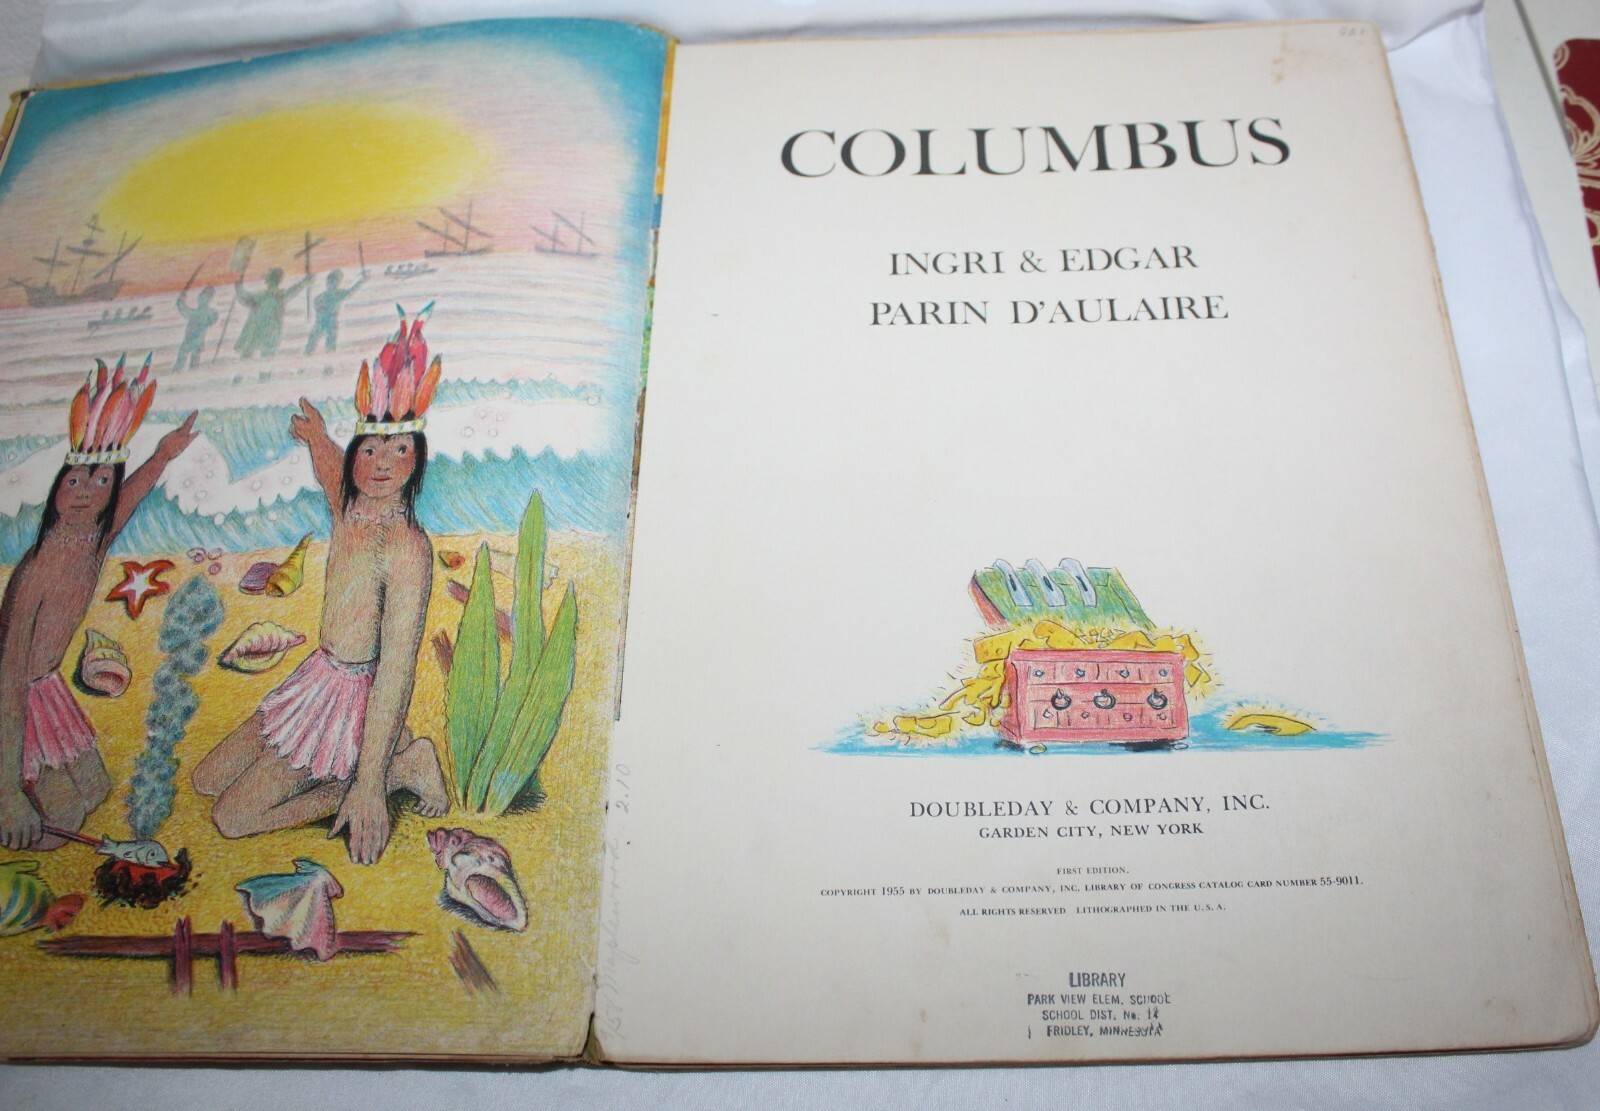 COLUMBUS
INGRI & EDGAR
PARIN D'AULAIRE
DOUBLEDAY & COMPANY, INC.
GARDEN CITY, NEW YORK
FIRST EDITION.
COPYRIGHT 1955 BY DOUBLEDAY & COMPANY, INC. LIBRARY OF CONGRESS CATALOG CARD NUMBER 55-9011.
ALL RIGHTS RESERVED LITHOGRAPHED IN THE U. S. A.
LIBRARY
PARK VIEW ELEM. SCHOOL
SCHOOL DIST. No. 14
FRIDLEY, MINNESOTA
2.10